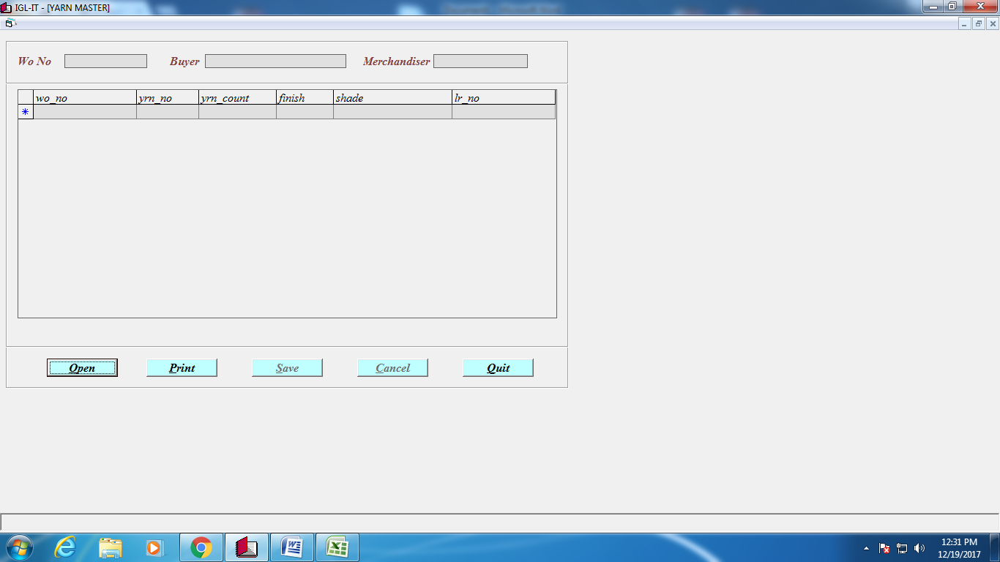 IGL-IT - [YARN MASTER]
Wo No Buyer Merchandiser
wo_no yrn_no yrn_count finish shade lr_no
Open Print Save Cancel Quit
12:31 PM
12/19/2017